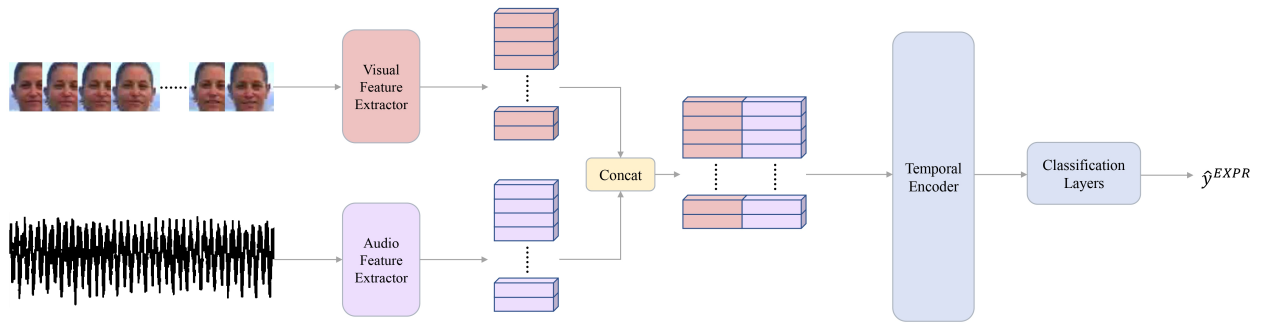 Visual
Feature
Extractor
Audio
Feature
Extractor
Concat
Temporal
Encoder
Classification
Layers
ŷ^EXPR